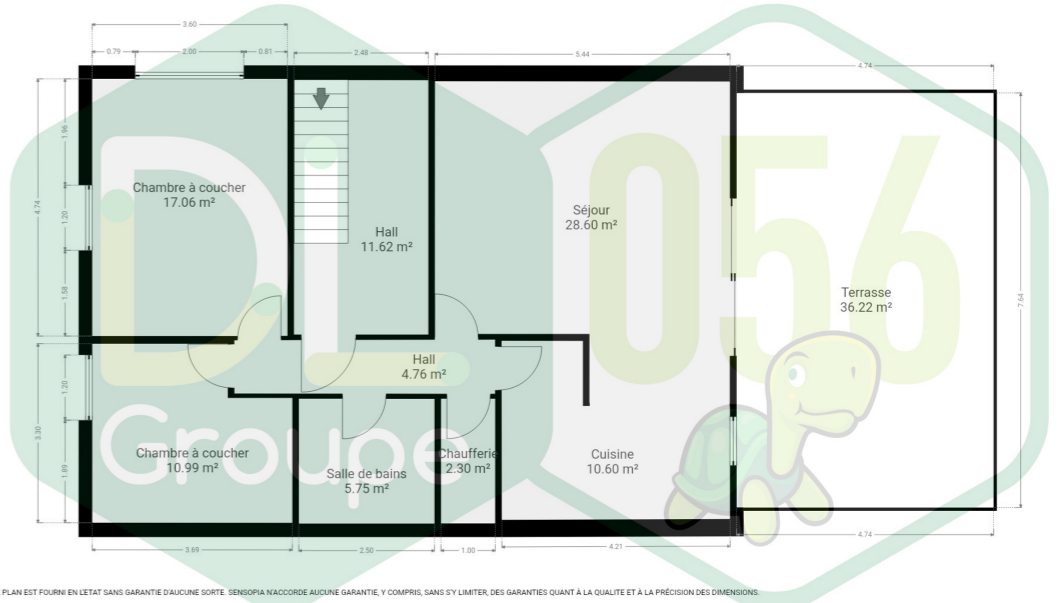 3.60
0.79
2.00
0.81
2.48
5.44
4.74
1.96
4.74
1.20
1.58
Chambre à coucher
17.06 m²
Hall
11.62 m²
Séjour
28.60 m²
Terrasse
36.22 m²
7.64
Hall
4.76 m²
3.30
1.20
1.89
Chambre à coucher
10.99 m²
Salle de bains
5.75 m²
Chaufferie
2.30 m²
Cuisine
10.60 m²
3.69
2.50
1.00
4.21
4.74
DL
Groupe
056
PLAN EST FOURNI EN L'ETAT SANS GARANTIE D'AUCUNE SORTE. SENSOPIA N'ACCORDE AUCUNE GARANTIE, Y COMPRIS, SANS S'Y LIMITER, DES GARANTIES QUANT À LA QUALITE ET À LA PRÉCISION DES DIMENSIONS.